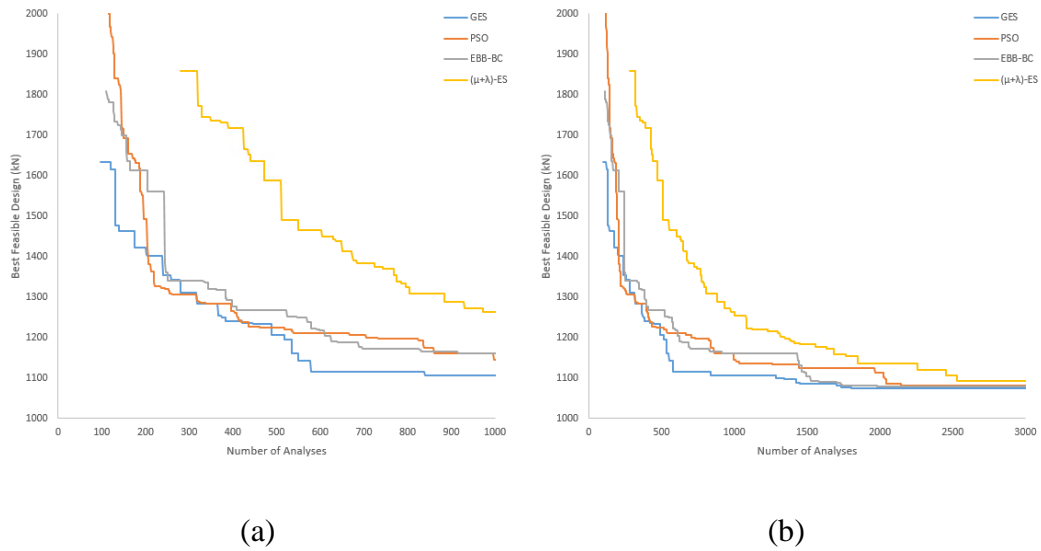 2000
1900
1800
1700
1600
1500
1400
1300
1200
1100
1000
Best Feasible Design (kN)
0 100 200 300 400 500 600 700 800 900 1000
Number of Analyses
GES
PSO
EBB-BC
(μ+λ)-ES
(a)
2000
1900
1800
1700
1600
1500
1400
1300
1200
1100
1000
Best Feasible Design (kN)
0 500 1000 1500 2000 2500 3000
Number of Analyses
GES
PSO
EBB-BC
(μ+λ)-ES
(b)